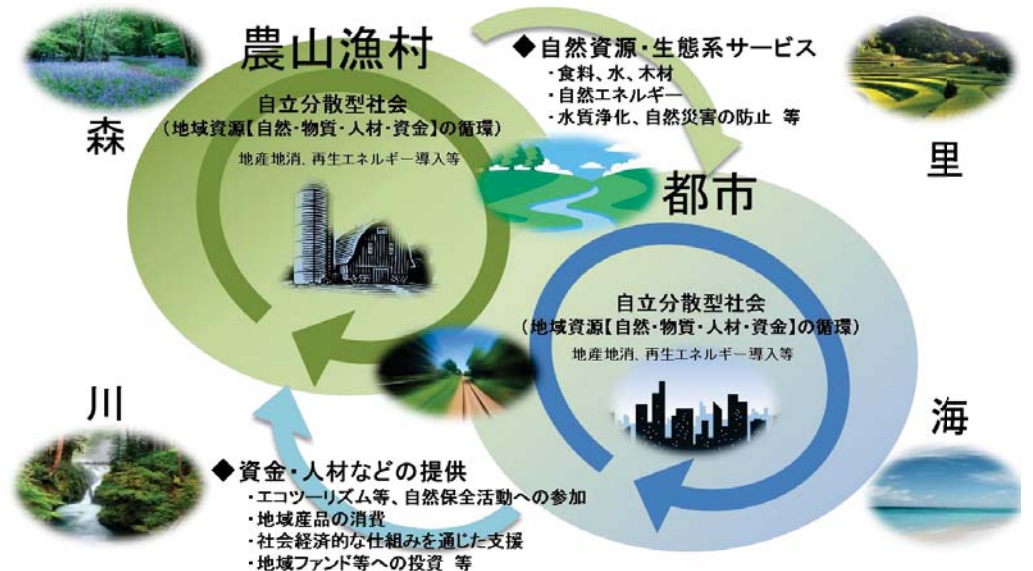 農山漁村
自立分散型社会
(地域資源【自然・物質・人材・資金】の循環)
地産地消、再生エネルギー導入等
◆自然資源・生態系サービス
・食料、水、木材
・自然エネルギー
・水質浄化、自然災害の防止 等
森
里
都市
自立分散型社会
(地域資源【自然・物質・人材・資金】の循環)
地産地消、再生エネルギー導入等
川
海
◆資金・人材などの提供
・エコツーリズム等、自然保全活動への参加
・地域産品の消費
・社会経済的な仕組みを通じた支援
・地域ファンド等への投資 等